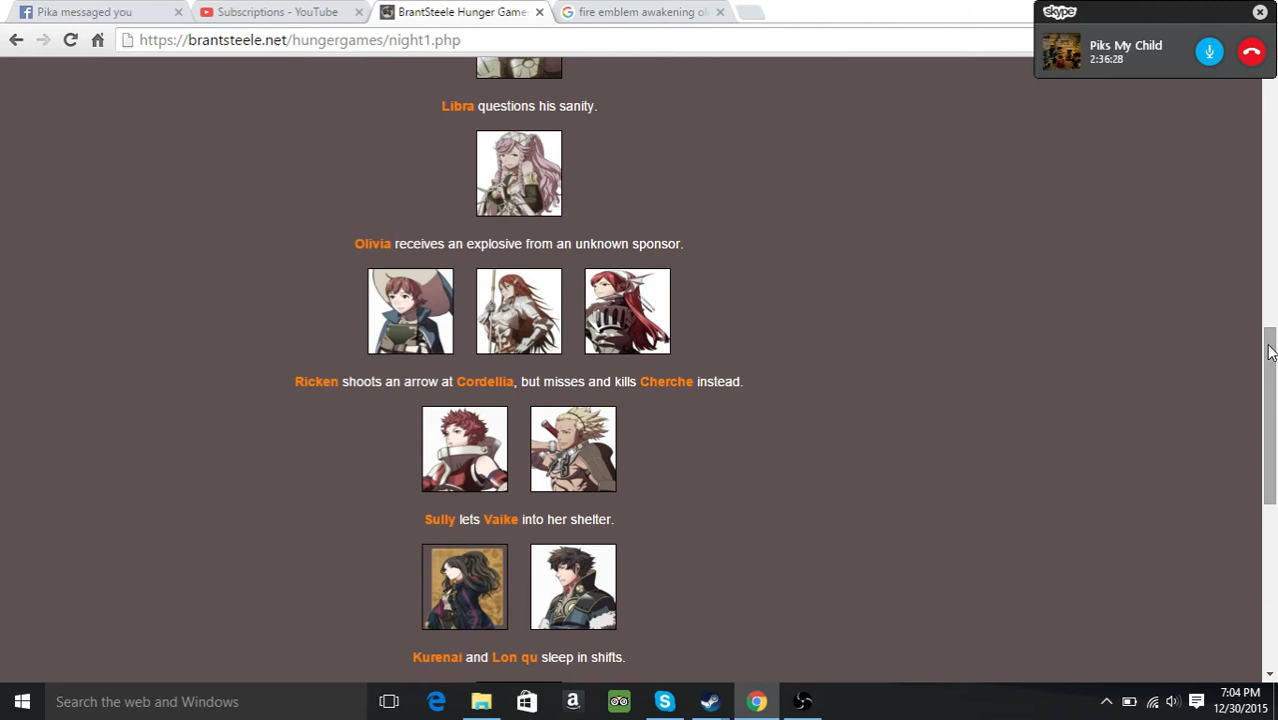 Pika messaged you
Subscriptions - YouTube
BrantSteele Hunger Game
fire emblem awakening oli
https://brantsteele.net/hungergames/night1.php
skype
Piks My Child
2:36:28
Libra questions his sanity.
Olivia receives an explosive from an unknown sponsor.
Ricken shoots an arrow at Cordellia, but misses and kills Cherche instead.
Sully lets Vaike into her shelter.
Kurenai and Lon qu sleep in shifts.
Search the web and Windows
7:04 PM
12/30/2015